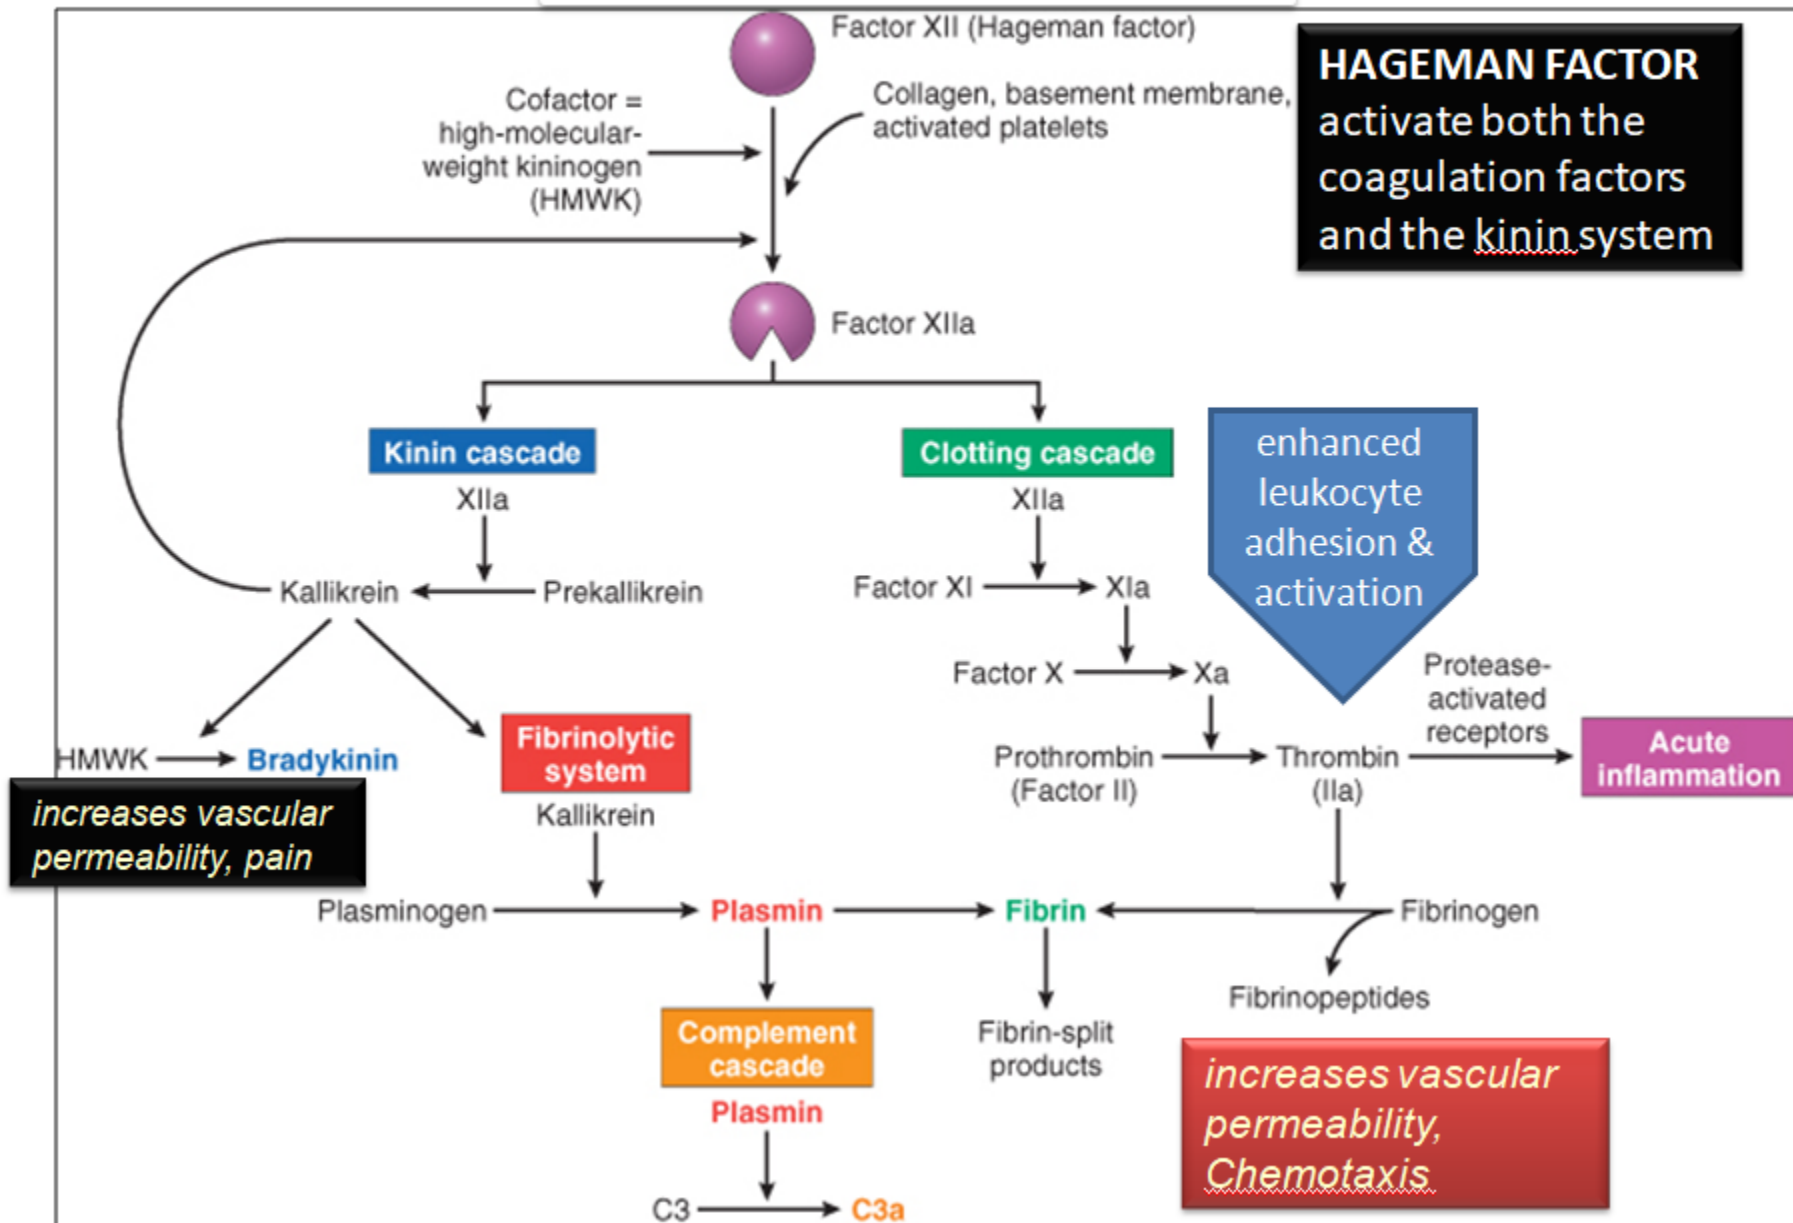 Factor XII (Hageman factor)
Cofactor =
high-molecular-
weight kininogen
(HMWK)
Collagen, basement membrane,
activated platelets
HAGEMAN FACTOR
activate both the
coagulation factors
and the kinin system
Factor XIIa
Kinin cascade
XIIa
Kallikrein
Prekallikrein
Clotting cascade
XIIa
Factor XI
XIa
Factor X
Xa
enhanced
leukocyte
adhesion &
activation
HMWK
Bradykinin
increases vascular
permeability, pain
Fibrinolytic
system
Kallikrein
Prothrombin
(Factor II)
Thrombin
(IIa)
Protease-
activated
receptors
Acute
inflammation
Plasminogen
Plasmin
Fibrin
Fibrinogen
Fibrinopeptides
Fibrin-split
products
increases vascular
permeability,
Chemotaxis
Complement
cascade
Plasmin
C3
C3a